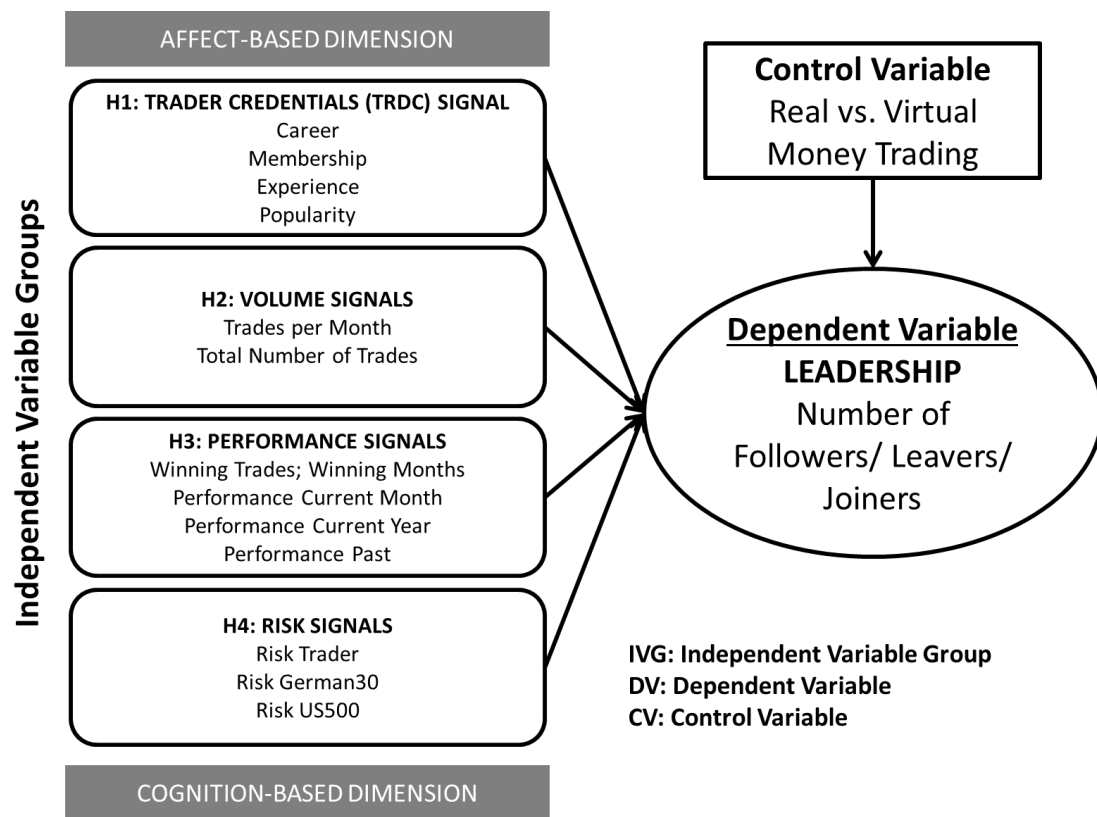 Independent Variable Groups
AFFECT-BASED DIMENSION
H1: TRADER CREDENTIALS (TRDC) SIGNAL
Career
Membership
Experience
Popularity
H2: VOLUME SIGNALS
Trades per Month
Total Number of Trades
H3: PERFORMANCE SIGNALS
Winning Trades; Winning Months
Performance Current Month
Performance Current Year
Performance Past
H4: RISK SIGNALS
Risk Trader
Risk German30
Risk US500
COGNITION-BASED DIMENSION
Control Variable
Real vs. Virtual
Money Trading
Dependent Variable
LEADERSHIP
Number of
Followers/ Leavers/
Joiners
IVG: Independent Variable Group
DV: Dependent Variable
CV: Control Variable